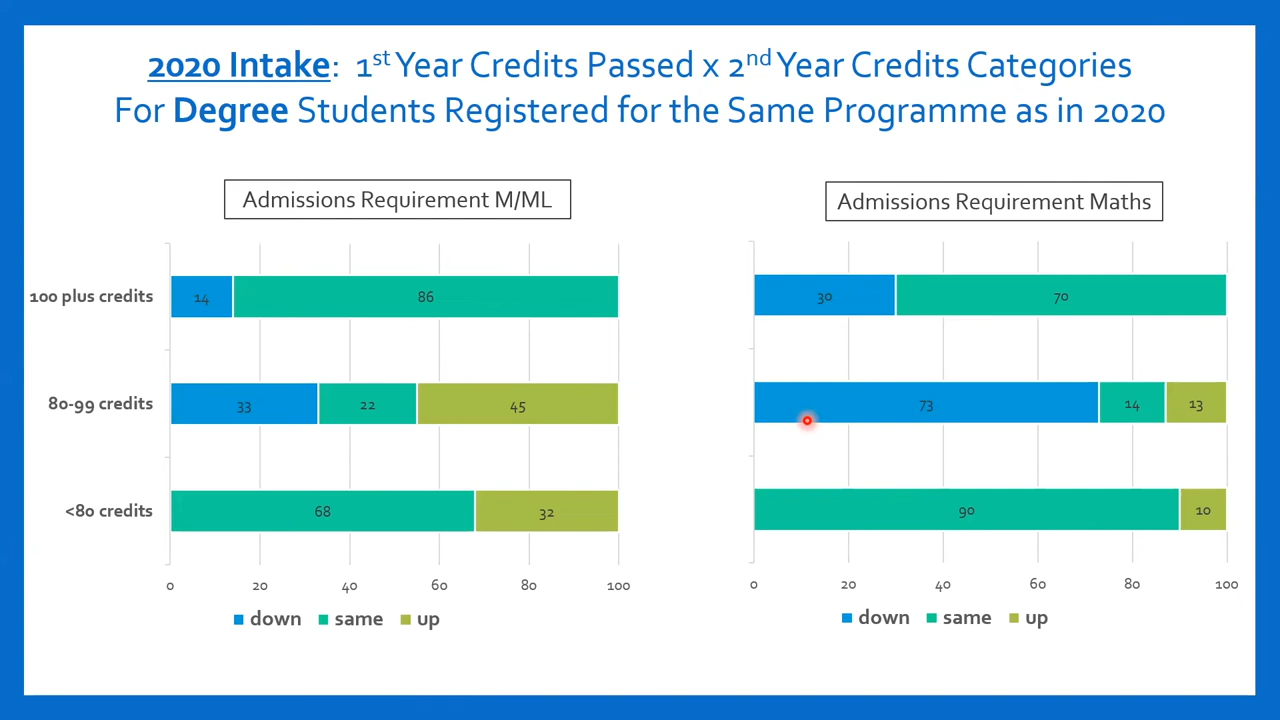 2020 Intake: 1st Year Credits Passed x 2nd Year Credits Categories
For Degree Students Registered for the Same Programme as in 2020
Admissions Requirement M/ML
100 plus credits
14
86
80-99 credits
33
22
45
<80 credits
68
32
0 20 40 60 80 100
down same up
Admissions Requirement Maths
30
70
73
14
13
90
10
0 20 40 60 80 100
down same up